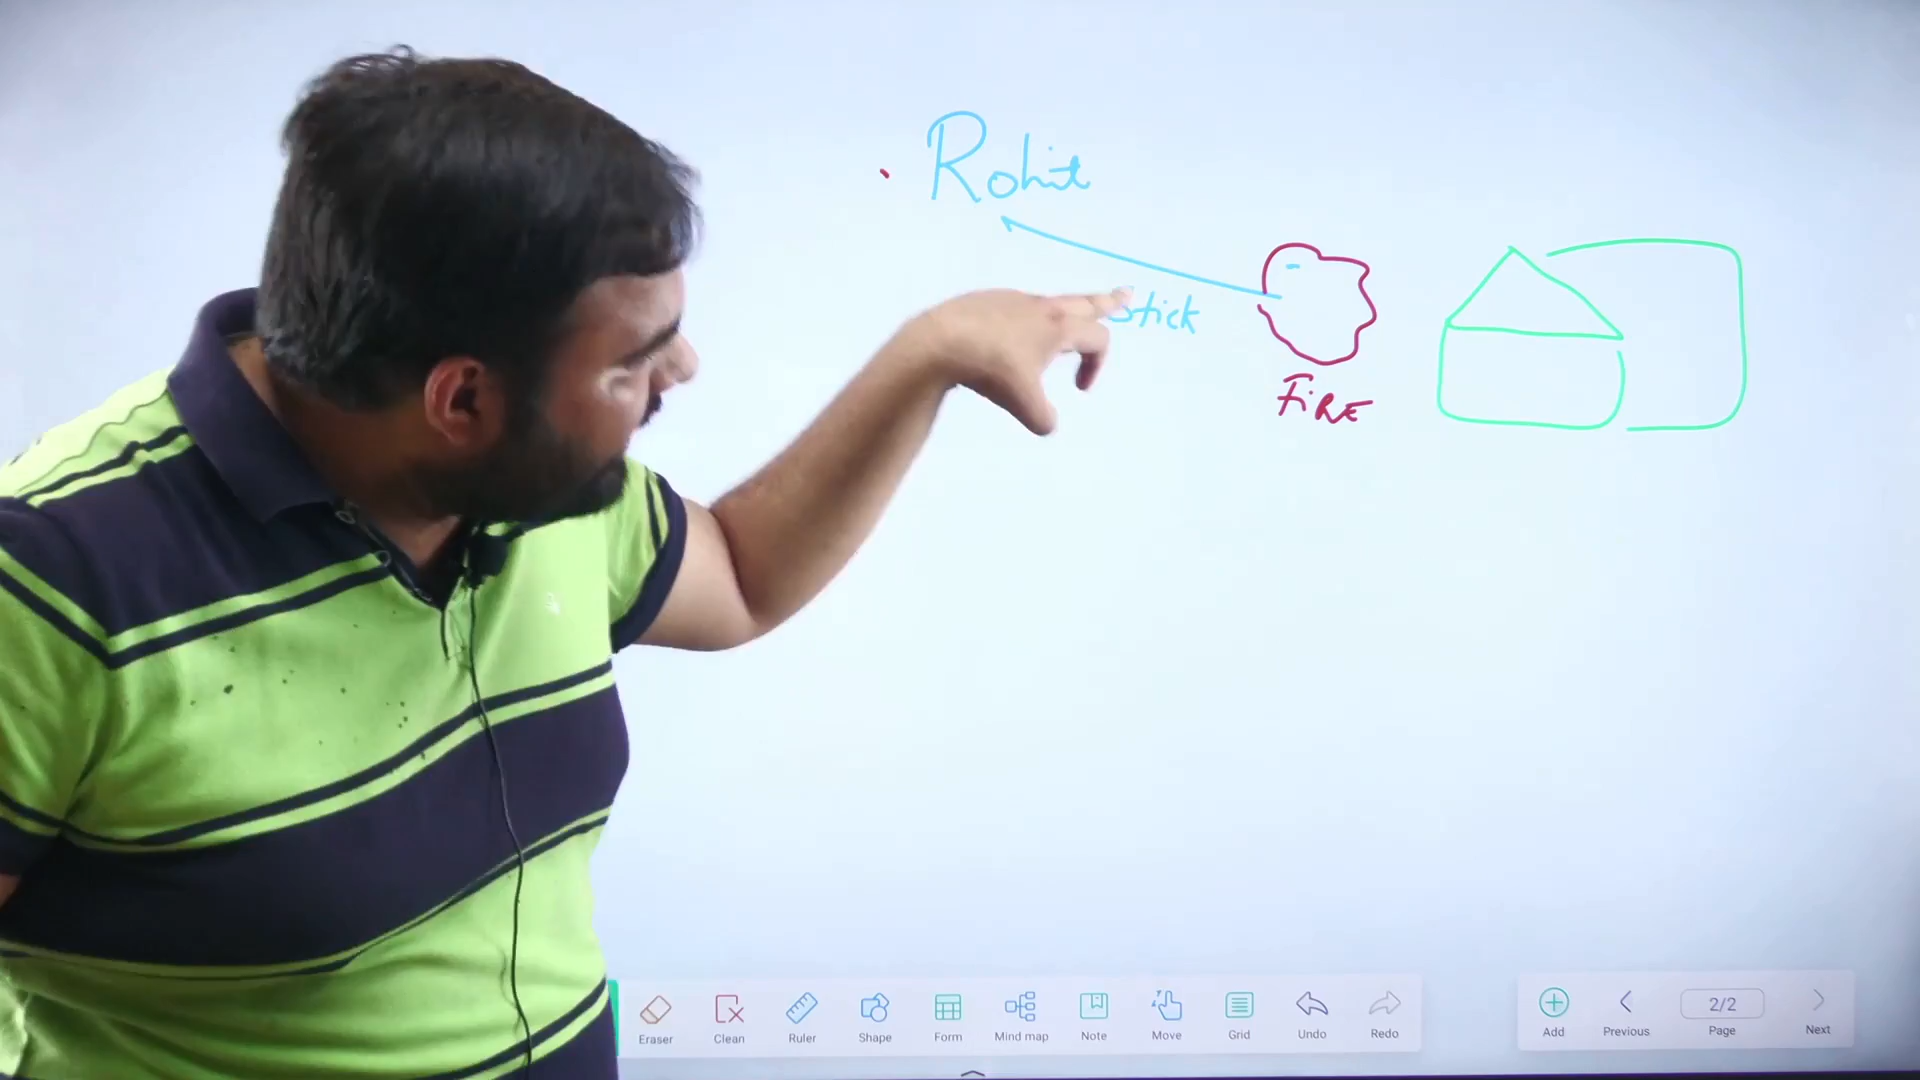 Rohit
stick
FiRE
Eraser
Clean
Ruler
Shape
Form
Mind map
Note
Move
Grid
Undo
Redo
Add
Previous
2/2
Page
Next